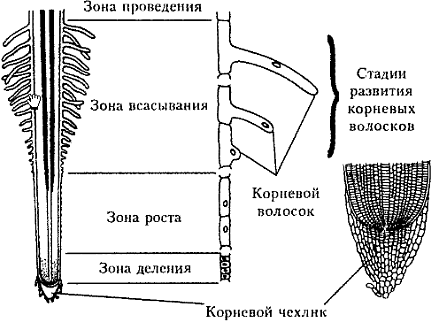 Зона проведения
Зона всасывания
Стадии
развития
корневых
волосков
Корневой
волосок
Зона роста
Зона деления
Корневой чехлик